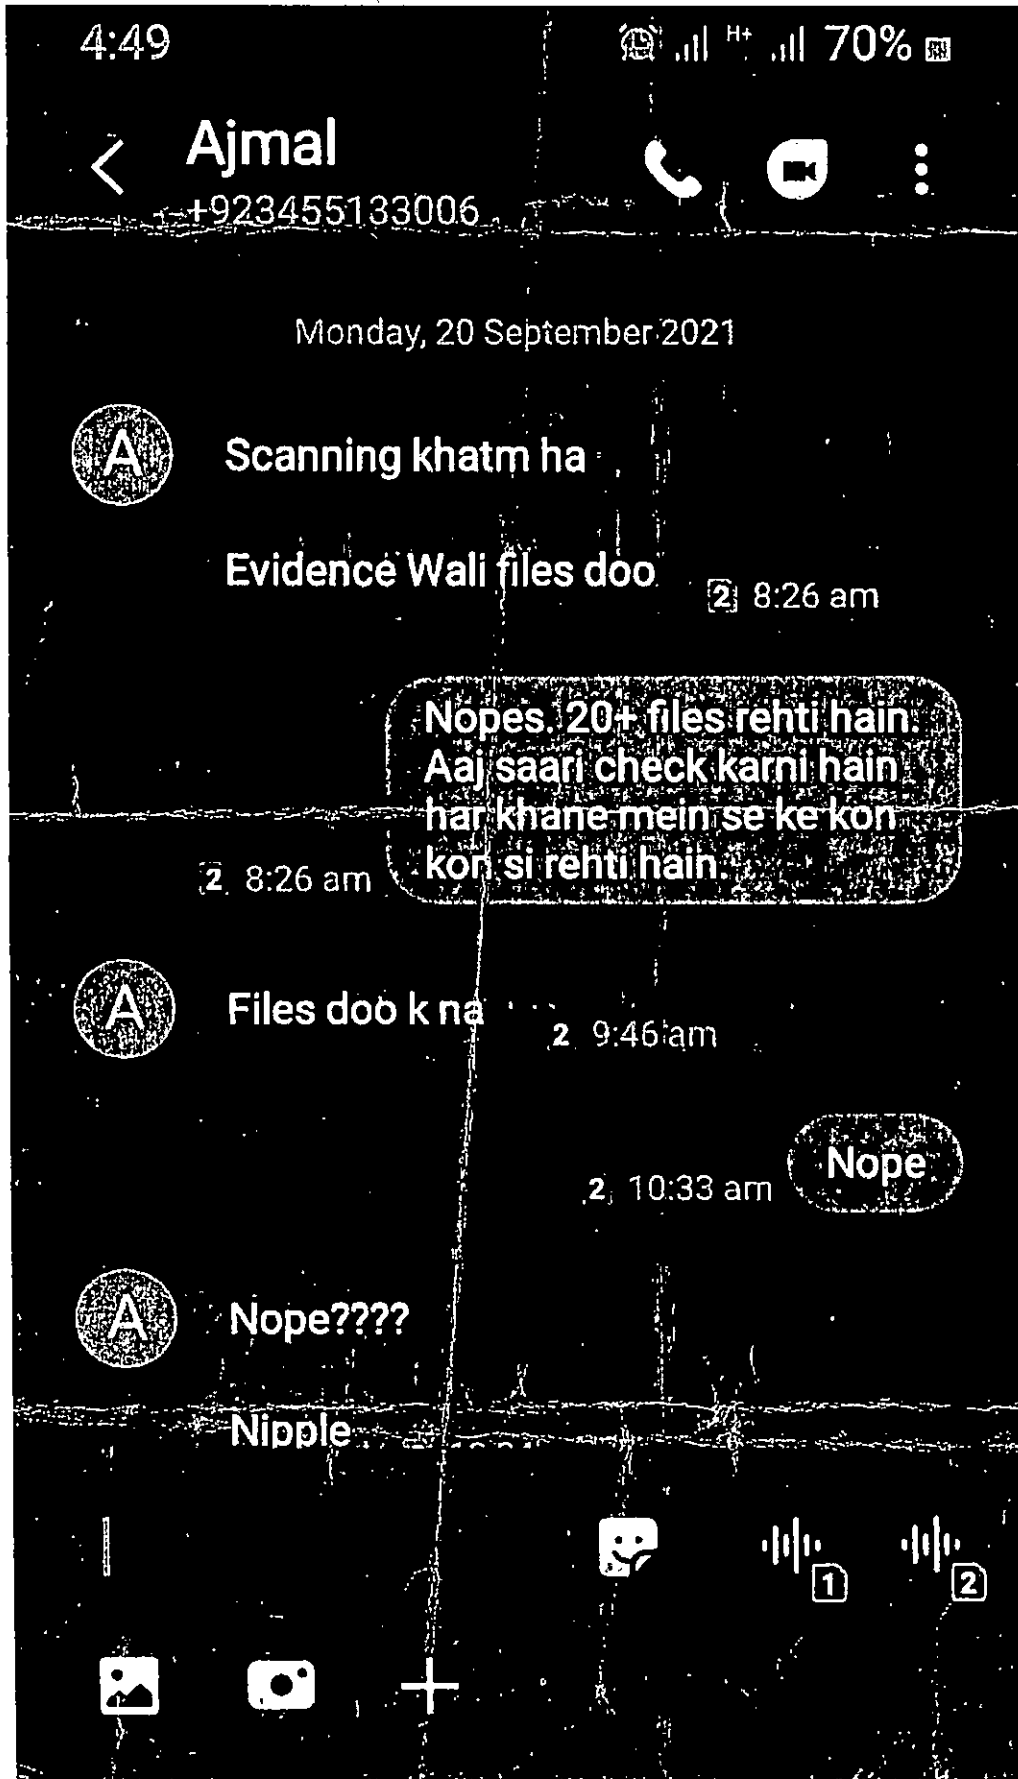 4:49 H+ 70%
Ajmal
+923455133006
Monday, 20 September 2021
A Scanning khatm ha
Evidence Wali files doo
2 8:26 am
Nopes. 20+ files rehti hain.
Aaj saari check karni hain
har khane mein se ke kon
kon si rehti hain.
2 8:26 am
A Files doo k na
2 9:46 am
Nope
2 10:33 am
A Nope????
Nipple
1 2